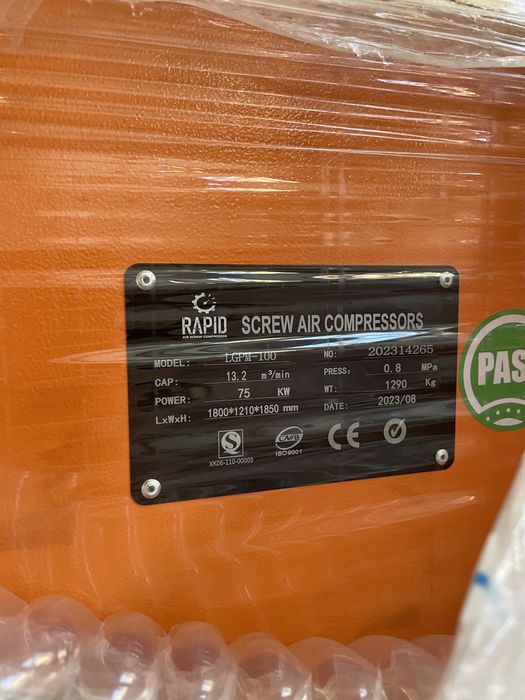 RAPID SCREW AIR COMPRESSORS
AIR SCREW COMPRESSOR
MODEL: LGPM-100 NO: 202314265
CAP: 13.2 m³/min PRESS: 0.8 MPa
POWER: 75 KW WT: 1290 Kg
LxWxH: 1800*1210*1850 mm DATE: 2023/08
S
XK06-110-00009
ISO9001
CE
PAS